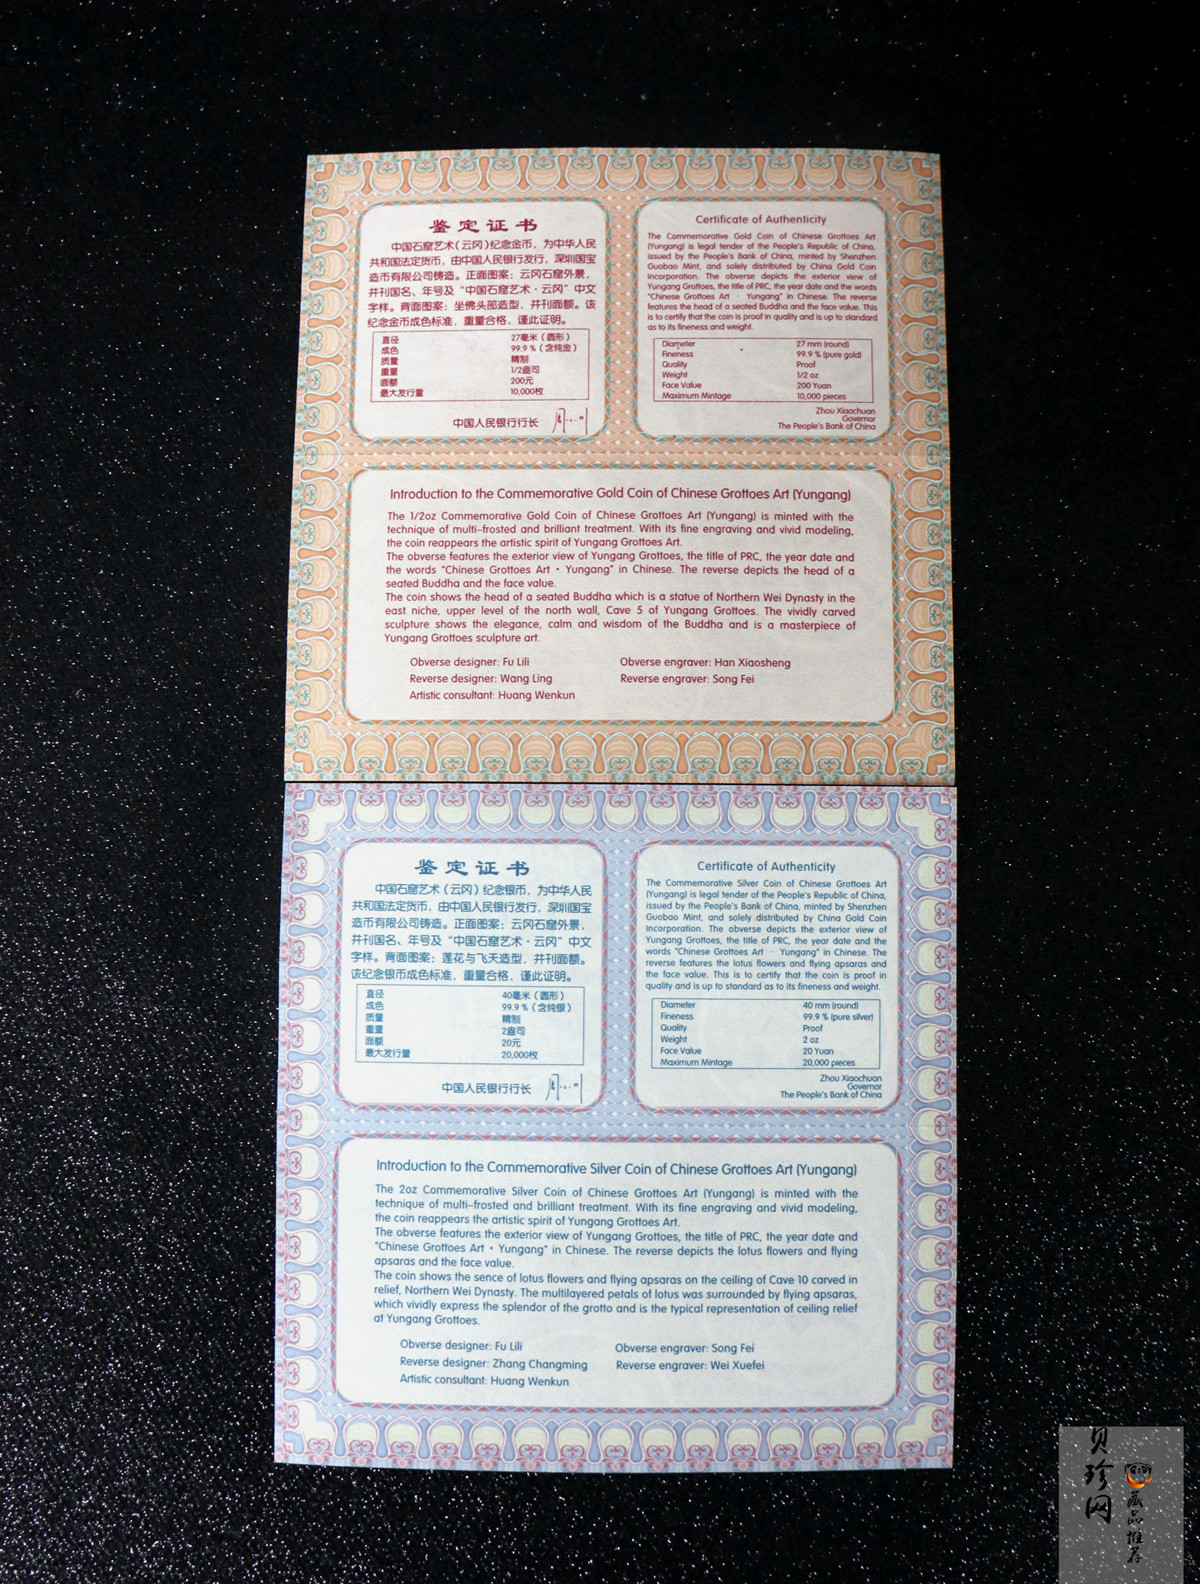 鉴定证书
中国石窟艺术(云冈)纪念金币，为中华人民
共和国法定货币，由中国人民银行发行，深圳国宝
造币有限公司铸造。正面图案：云冈石窟外景，
并刊国名、年号及“中国石窟艺术·云冈”中文
字样。背面图案：坐佛头部造型，并刊面额。该
纪念金币成色标准，重量合格，谨此证明。
直径 27毫米（圆形）
成色 99.9％（含纯金）
质量 精制
重量 1/2盎司
面额 200元
最大发行量 10,000枚
中国人民银行行长
Certificate of Authenticity
The Commemorative Gold Coin of Chinese Grottoes Art
(Yungang) is legal tender of the People's Republic of China,
issued by the People's Bank of China, minted by Shenzhen
Guobao Mint, and solely distributed by China Gold Coin
Incorporation. The obverse depicts the exterior view of
Yungang Grottoes, the title of PRC, the year date and the words
"Chinese Grottoes Art · Yungang" in Chinese. The reverse
features the head of a seated Buddha and the face value. This
is to certify that the coin is proof in quality and is up to standard
as to its fineness and weight.
Diameter 27 mm (round)
Fineness 99.9 % (pure gold)
Quality Proof
Weight 1/2 oz
Face Value 200 Yuan
Maximum Mintage 10,000 pieces
Zhou Xiaochuan
Governor
The People's Bank of China
Introduction to the Commemorative Gold Coin of Chinese Grottoes Art (Yungang)
The 1/2oz Commemorative Gold Coin of Chinese Grottoes Art (Yungang) is minted with the
technique of multi-frosted and brilliant treatment. With its fine engraving and vivid modeling,
the coin reappears the artistic spirit of Yungang Grottoes Art.
The obverse features the exterior view of Yungang Grottoes, the title of PRC, the year date and
the words "Chinese Grottoes Art · Yungang" in Chinese. The reverse depicts the head of a
seated Buddha and the face value.
The coin shows the head of a seated Buddha which is a statue of Northern Wei Dynasty in the
east niche, upper level of the north wall, Cave 5 of Yungang Grottoes. The vividly carved
sculpture shows the elegance, calm and wisdom of the Buddha and is a masterpiece of
Yungang Grottoes sculpture art.
Obverse designer: Fu Lili Obverse engraver: Han Xiaosheng
Reverse designer: Wang Ling Reverse engraver: Song Fei
Artistic consultant: Huang Wenkun
鉴定证书
中国石窟艺术（云冈）纪念银币，为中华人民
共和国法定货币，由中国人民银行发行，深圳国宝
造币有限公司铸造。正面图案：云冈石窟外景，
并刊国名、年号及“中国石窟艺术·云冈”中文
字样。背面图案：莲花与飞天造型，并刊面额。
该纪念银币成色标准，重量合格，谨此证明。
直径 40毫米（圆形）
成色 99.9％（含纯银）
质量 精制
重量 2盎司
面额 20元
最大发行量 20,000枚
中国人民银行行长
Certificate of Authenticity
The Commemorative Silver Coin of Chinese Grottoes Art
(Yungang) is legal tender of the People's Republic of China,
issued by the People's Bank of China, minted by Shenzhen
Guobao Mint, and solely distributed by China Gold Coin
Incorporation. The obverse depicts the exterior view of
Yungang Grottoes, the title of PRC, the year date and the
words "Chinese Grottoes Art · Yungang" in Chinese. The
reverse features the lotus flowers and flying apsaras and
the face value. This is to certify that the coin is proof in
quality and is up to standard as to its fineness and weight.
Diameter 40 mm (round)
Fineness 99.9 % (pure silver)
Quality Proof
Weight 2 oz
Face Value 20 Yuan
Maximum Mintage 20,000 pieces
Zhou Xiaochuan
Governor
The People's Bank of China
Introduction to the Commemorative Silver Coin of Chinese Grottoes Art (Yungang)
The 2oz Commemorative Silver Coin of Chinese Grottoes Art (Yungang) is minted with the
technique of multi-frosted and brilliant treatment. With its fine engraving and vivid modeling,
the coin reappears the artistic spirit of Yungang Grottoes Art.
The obverse features the exterior view of Yungang Grottoes, the title of PRC, the year date and
"Chinese Grottoes Art · Yungang" in Chinese. The reverse depicts the lotus flowers and flying
apsaras and the face value.
The coin shows the sence of lotus flowers and flying apsaras on the ceiling of Cave 10 carved in
relief, Northern Wei Dynasty. The multilayered petals of lotus was surrounded by flying apsaras,
which vividly express the splendor of the grotto and is the typical representation of ceiling relief
at Yungang Grottoes.
Obverse designer: Fu Lili Obverse engraver: Song Fei
Reverse designer: Zhang Changming Reverse engraver: Wei Xuefei
Artistic consultant: Huang Wenkun
贝珍网
藏品推荐